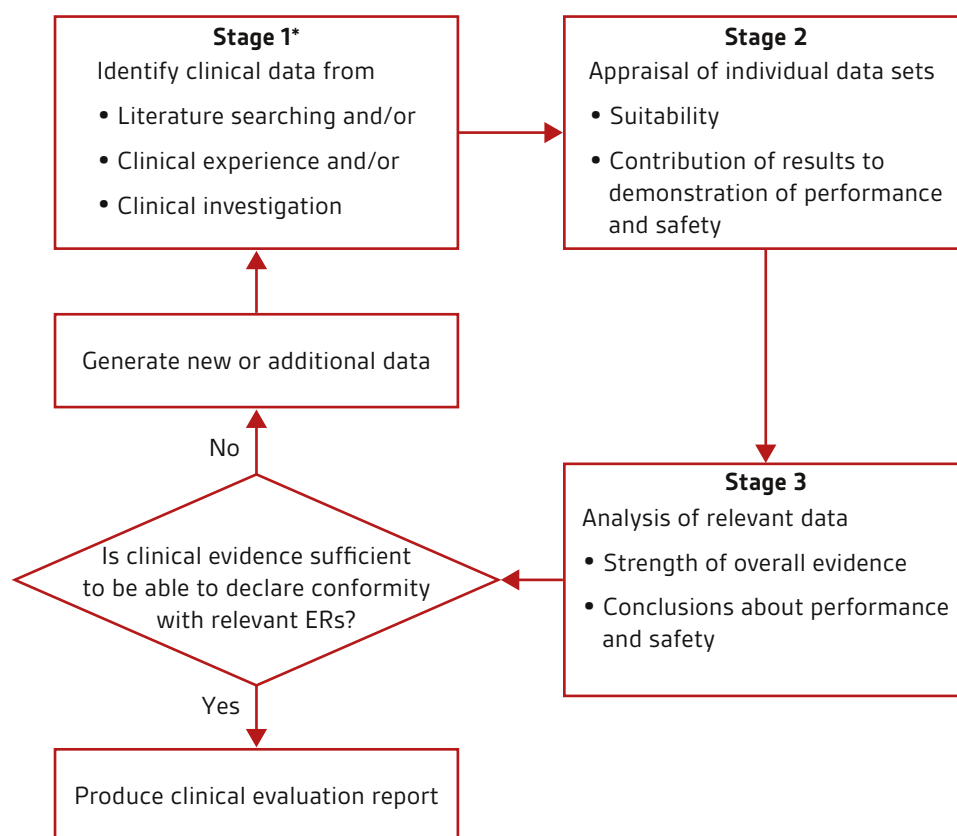 Stage 1*
Identify clinical data from
• Literature searching and/or
• Clinical experience and/or
• Clinical investigation
Stage 2
Appraisal of individual data sets
• Suitability
• Contribution of results to
demonstration of performance
and safety
Generate new or additional data
No
Stage 3
Analysis of relevant data
• Strength of overall evidence
• Conclusions about performance
and safety
Is clinical evidence sufficient
to be able to declare conformity
with relevant ERs?
Yes
Produce clinical evaluation report